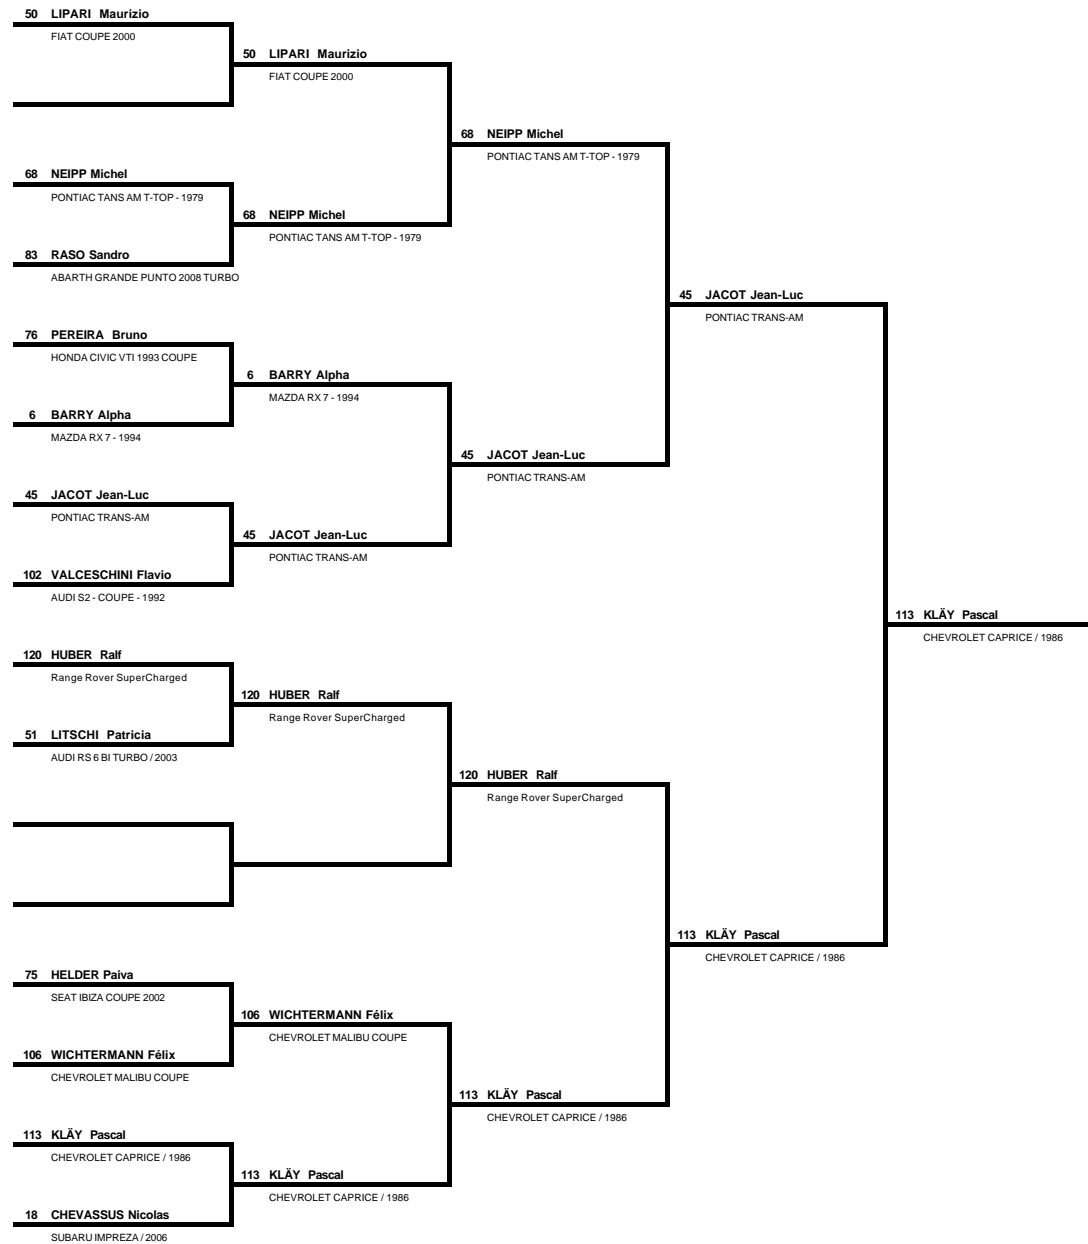 50 LIPARI Maurizio
FIAT COUPE 2000
50 LIPARI Maurizio
FIAT COUPE 2000
68 NEIPP Michel
PONTIAC TANS AM T-TOP - 1979
68 NEIPP Michel
PONTIAC TANS AM T-TOP - 1979
68 NEIPP Michel
PONTIAC TANS AM T-TOP - 1979
83 RASO Sandro
ABARTH GRANDE PUNTO 2008 TURBO
45 JACOT Jean-Luc
PONTIAC TRANS-AM
76 PEREIRA Bruno
HONDA CIVIC VTI 1993 COUPE
6 BARRY Alpha
MAZDA RX 7 - 1994
6 BARRY Alpha
MAZDA RX 7 - 1994
45 JACOT Jean-Luc
PONTIAC TRANS-AM
45 JACOT Jean-Luc
PONTIAC TRANS-AM
45 JACOT Jean-Luc
PONTIAC TRANS-AM
102 VALCESCHINI Flavio
AUDI S2 - COUPE - 1992
113 KLÄY Pascal
CHEVROLET CAPRICE / 1986
120 HUBER Ralf
Range Rover SuperCharged
120 HUBER Ralf
Range Rover SuperCharged
51 LITSCHI Patricia
AUDI RS 6 BI TURBO / 2003
120 HUBER Ralf
Range Rover SuperCharged
113 KLÄY Pascal
CHEVROLET CAPRICE / 1986
75 HELDER Paiva
SEAT IBIZA COUPE 2002
106 WICHTERMANN Félix
CHEVROLET MALIBU COUPE
106 WICHTERMANN Félix
CHEVROLET MALIBU COUPE
113 KLÄY Pascal
CHEVROLET CAPRICE / 1986
113 KLÄY Pascal
CHEVROLET CAPRICE / 1986
113 KLÄY Pascal
CHEVROLET CAPRICE / 1986
18 CHEVASSUS Nicolas
SUBARU IMPREZA / 2006